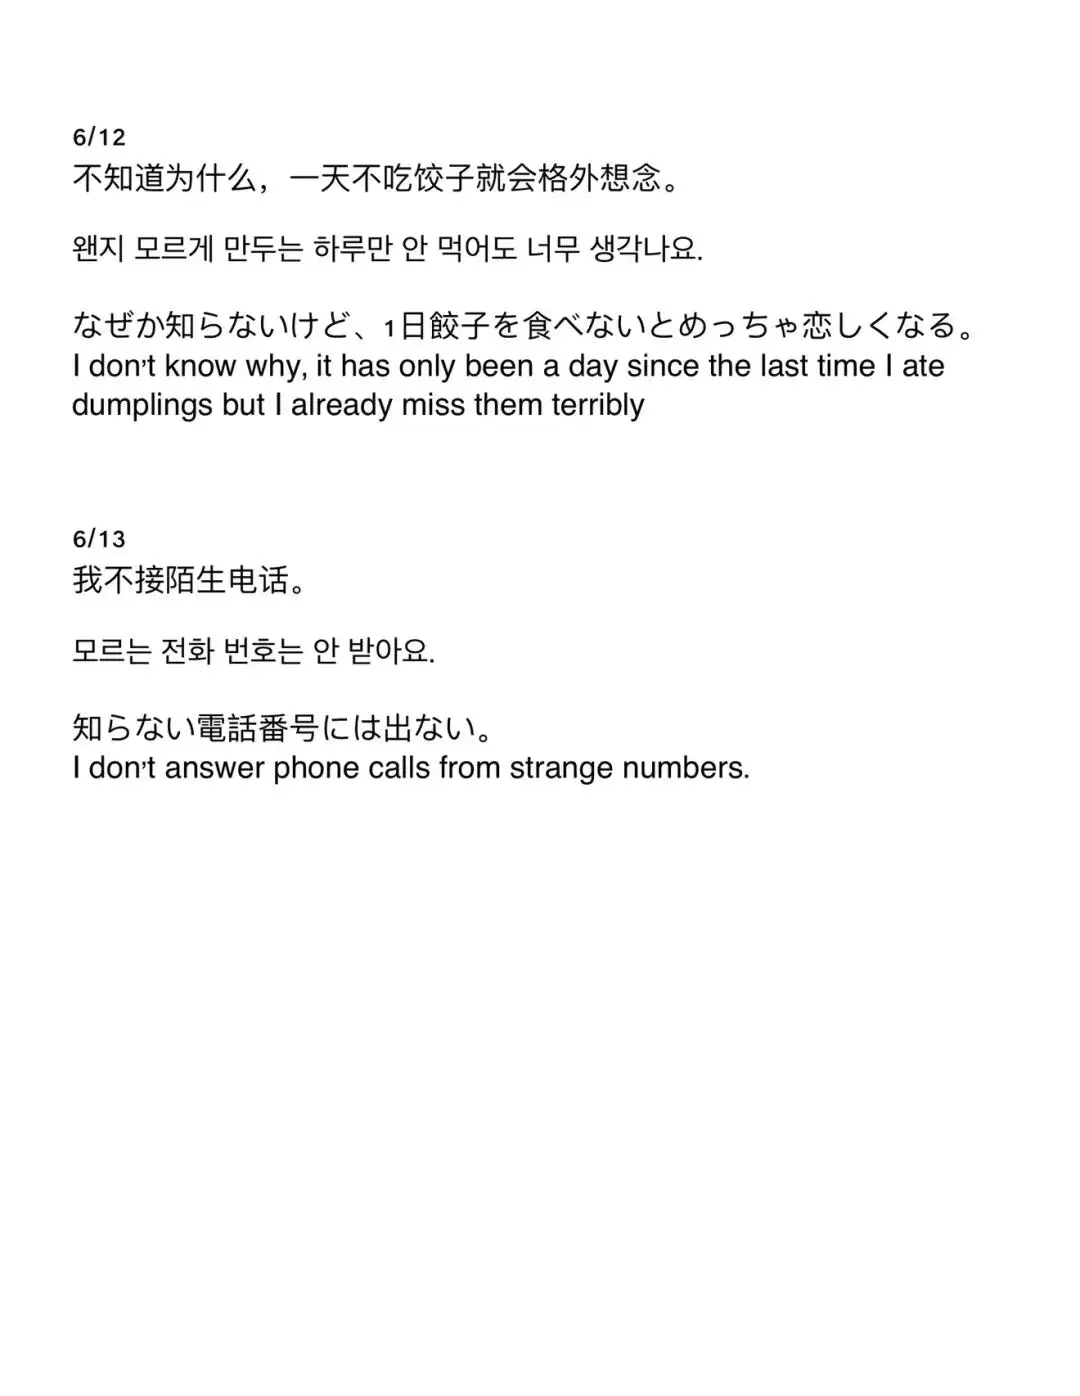 6/12
不知道为什么，一天不吃饺子就会格外想念。
왠지 모르게 만두는 하루만 안 먹어도 너무 생각나요.
なぜか知らないけど、1日餃子を食べないとめっちゃ恋しくなる。
I don't know why, it has only been a day since the last time I ate
dumplings but I already miss them terribly
6/13
我不接陌生电话。
모르는 전화 번호는 안 받아요.
知らない電話番号には出ない。
I don't answer phone calls from strange numbers.